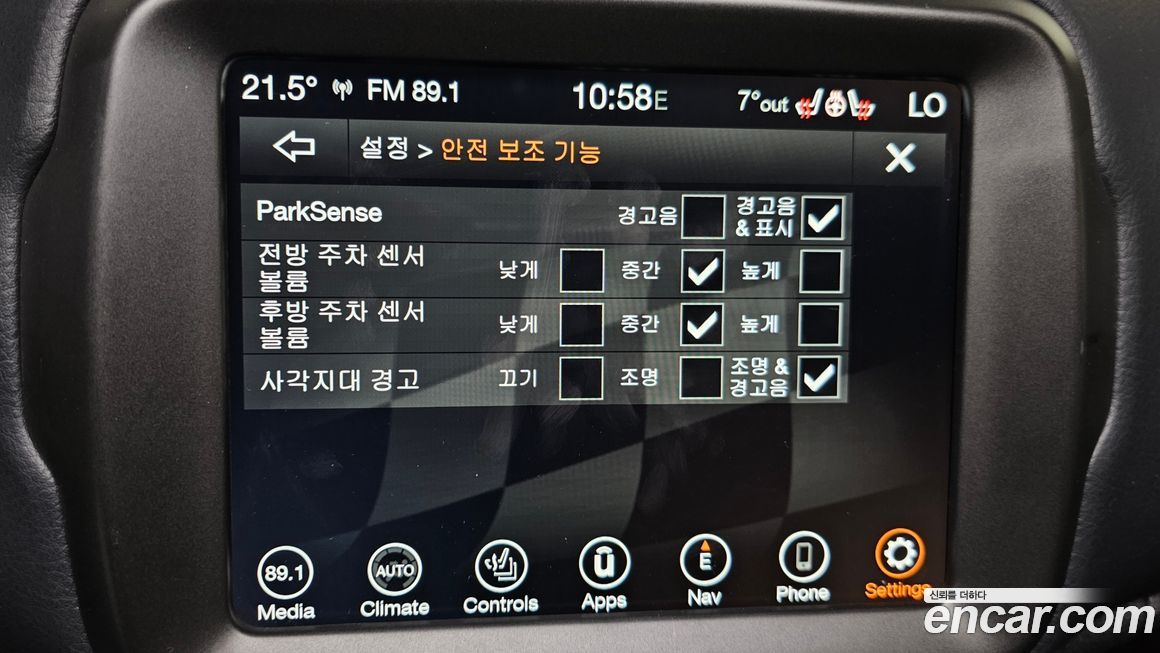 21.5° FM 89.1 10:58E 7°out LO
설정 > 안전 보조 기능
ParkSense 경고음 경고음 & 표시
전방 주차 센서 볼륨 낮게 중간 높게
후방 주차 센서 볼륨 낮게 중간 높게
사각지대 경고 끄기 조명 조명 & 경고음
89.1 AUTO û E
Media Climate Controls Apps Nav Phone Settings
신뢰를 더하다
encar.com